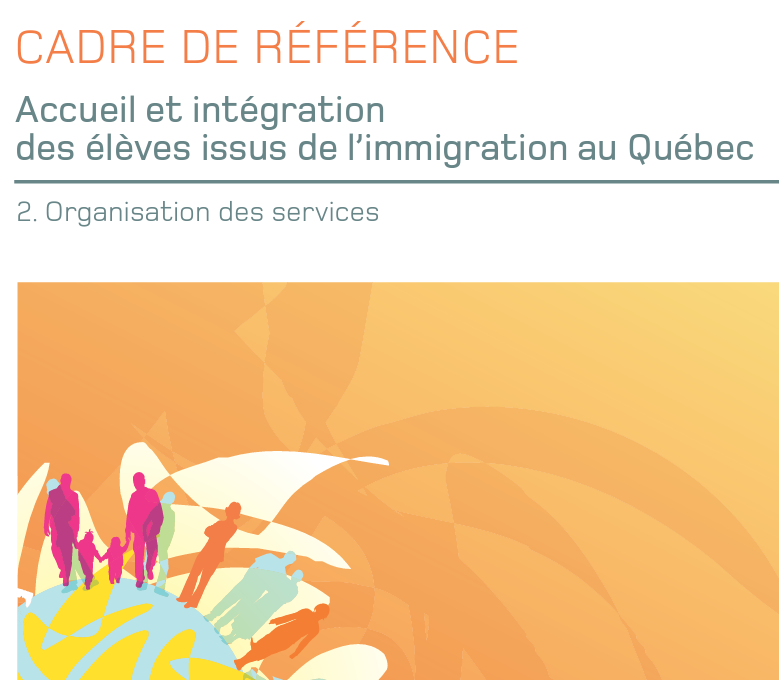 CADRE DE RÉFÉRENCE
Accueil et intégration
des élèves issus de l'immigration au Québec
2. Organisation des services